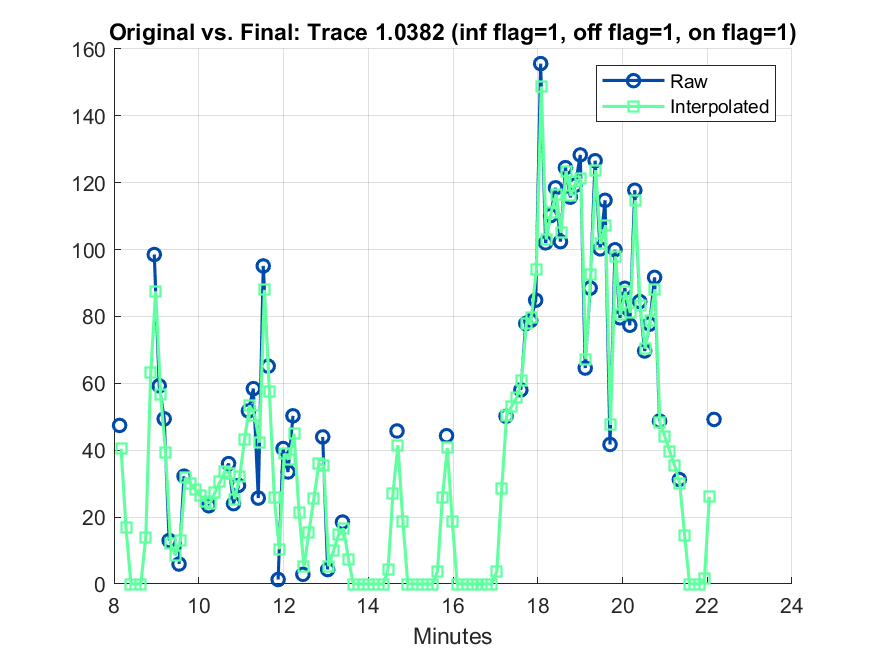 Original vs. Final: Trace 1.0382 (inf flag=1, off flag=1, on flag=1)
160
140
120
100
80
60
40
20
0
Raw
Interpolated
8 10 12 14 16 18 20 22 24
Minutes